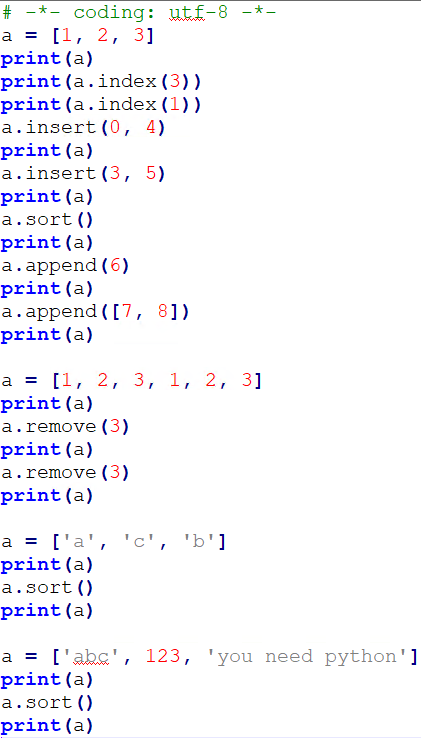 # -*- coding: utf-8 -*-
a = [1, 2, 3]
print(a)
print(a.index(3))
print(a.index(1))
a.insert(0, 4)
print(a)
a.insert(3, 5)
print(a)
a.sort()
print(a)
a.append(6)
print(a)
a.append([7, 8])
print(a)

a = [1, 2, 3, 1, 2, 3]
print(a)
a.remove(3)
print(a)
a.remove(3)
print(a)

a = ['a', 'c', 'b']
print(a)
a.sort()
print(a)

a = ['abc', 123, 'you need python']
print(a)
a.sort()
print(a)